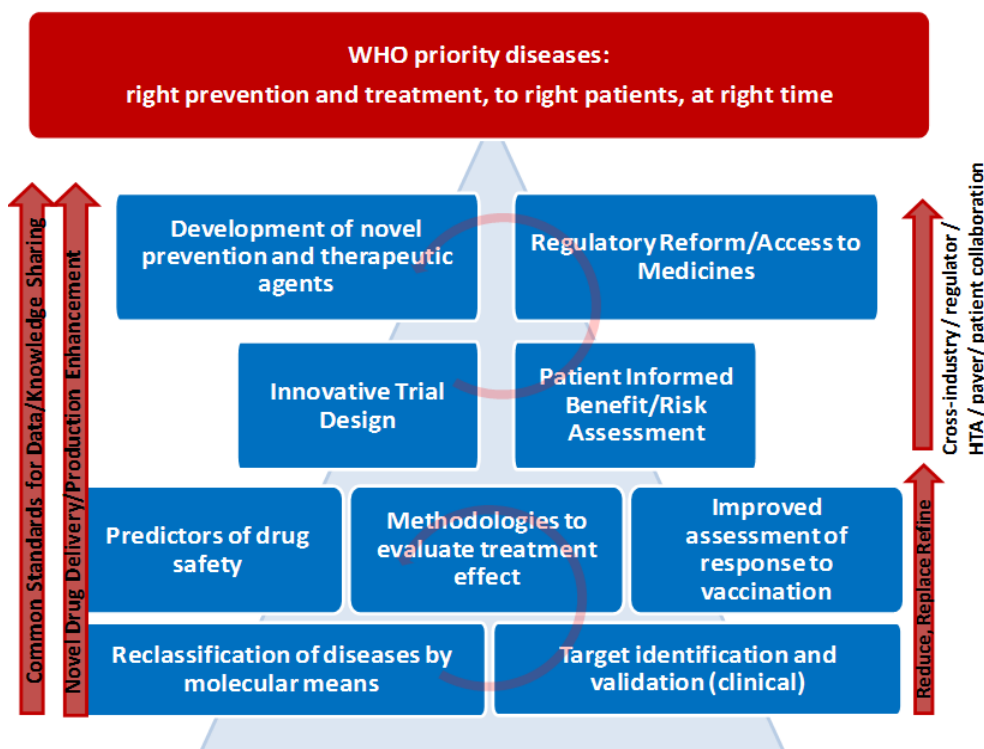 WHO priority diseases:
right prevention and treatment, to right patients, at right time
Common Standards for Data/Knowledge Sharing
Novel Drug Delivery/Production Enhancement
Development of novel
prevention and therapeutic
agents
Regulatory Reform/Access to
Medicines
Innovative Trial
Design
Patient Informed
Benefit/Risk
Assessment
Predictors of drug
safety
Methodologies to
evaluate treatment
effect
Improved
assessment of
response to
vaccination
Reclassification of diseases by
molecular means
Target identification and
validation (clinical)
Cross-industry / regulator /
HTA / payer / patient collaboration
Reduce, Replace Refine